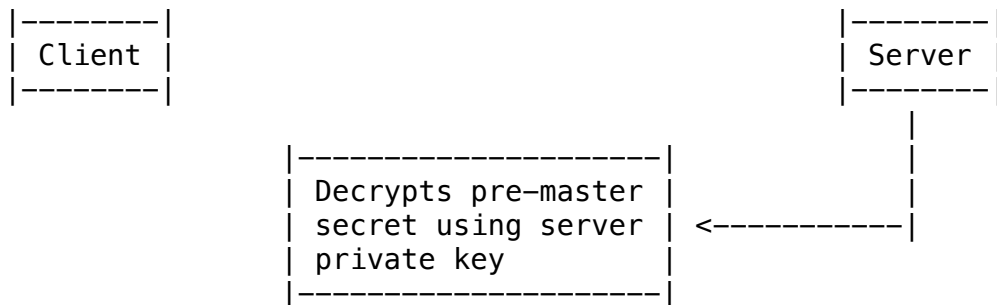 Client
Server
Decrypts pre-master
secret using server
private key